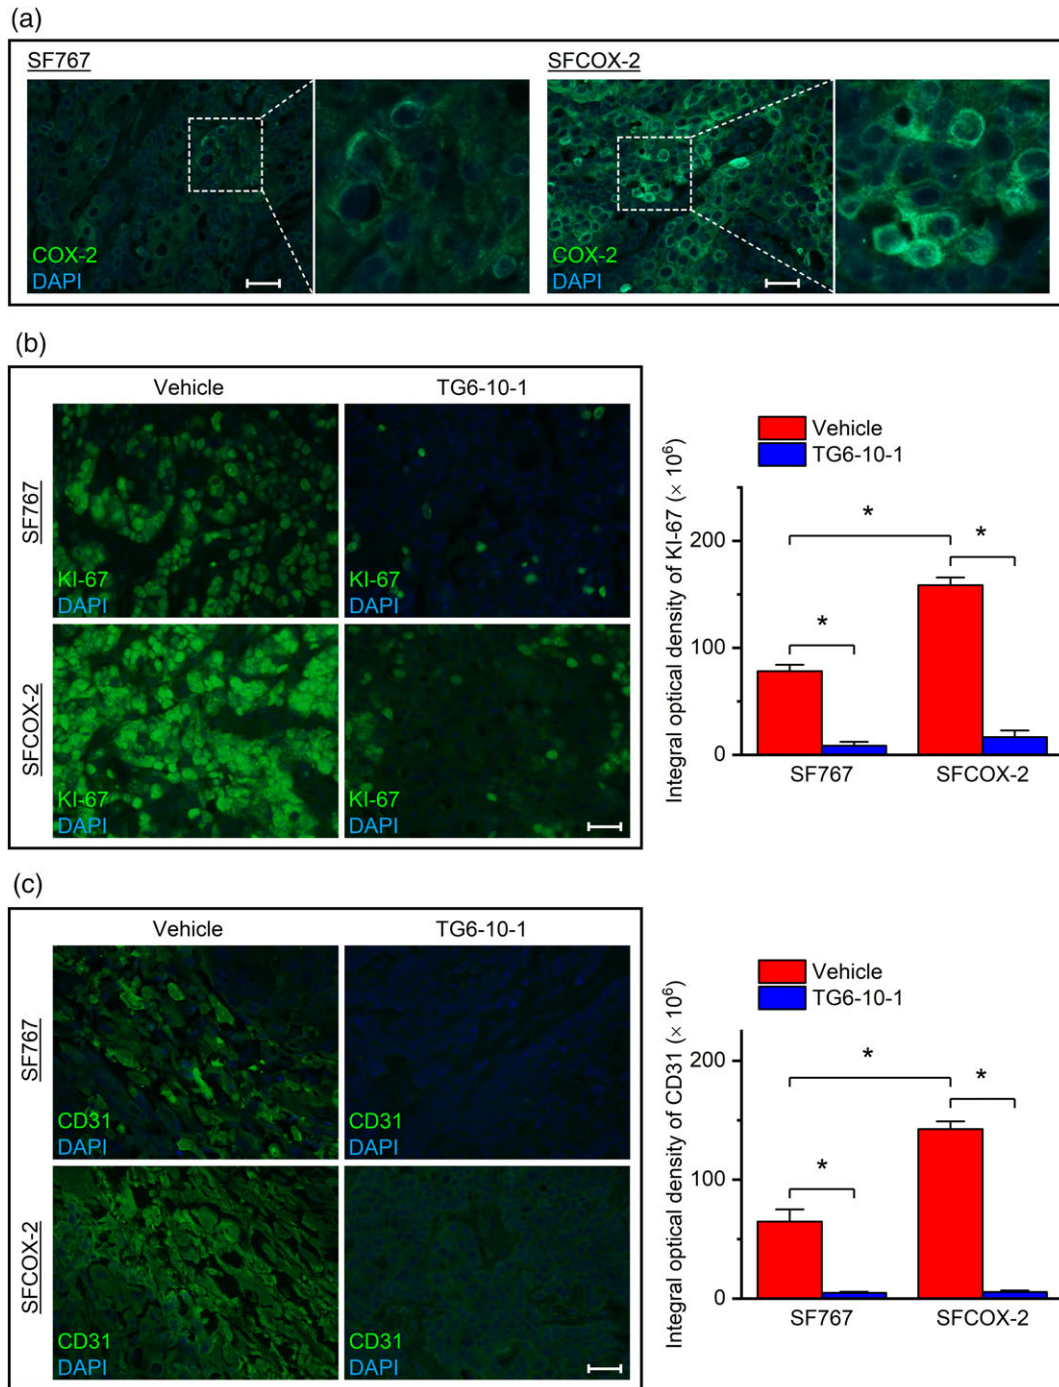 (a)
SF767
SFCOX-2
COX-2
DAPI
COX-2
DAPI
(b)
Vehicle
TG6-10-1
SF767
KI-67
DAPI
KI-67
DAPI
SFCOX-2
KI-67
DAPI
KI-67
DAPI
Vehicle
TG6-10-1
Integral optical density of KI-67 (× 10⁶)
200
100
0
*
*
*
SF767
SFCOX-2
(c)
Vehicle
TG6-10-1
SF767
CD31
DAPI
CD31
DAPI
SFCOX-2
CD31
DAPI
CD31
DAPI
Vehicle
TG6-10-1
Integral optical density of CD31 (× 10⁶)
200
100
0
*
*
*
SF767
SFCOX-2